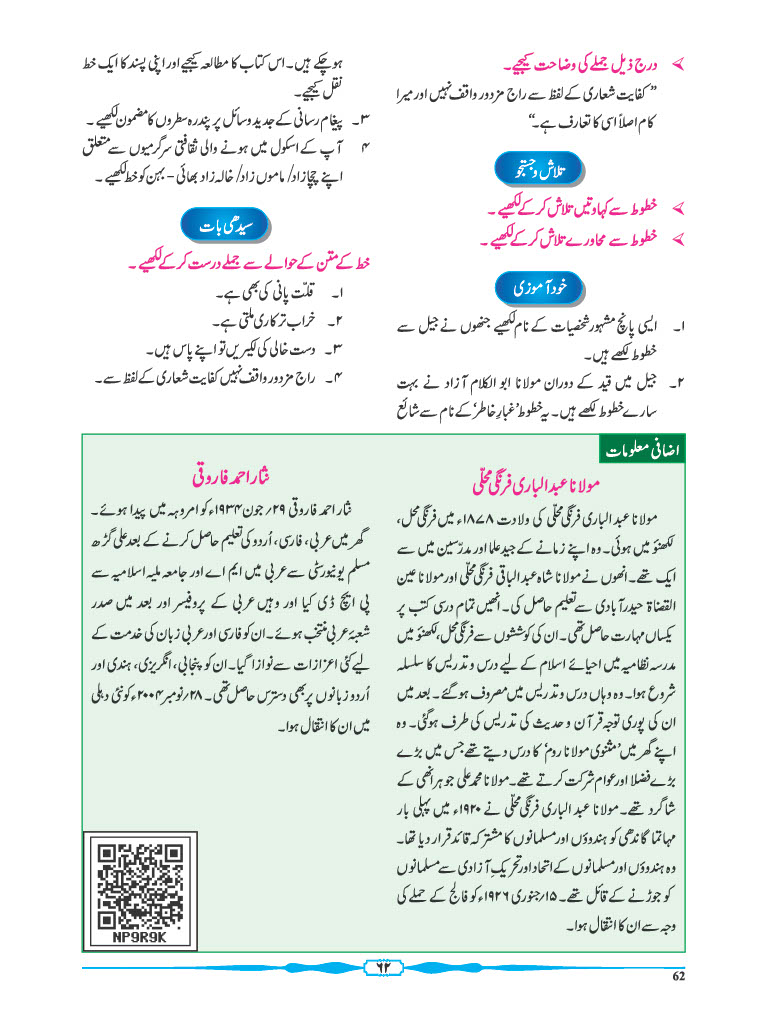 درج ذیل جملے کی وضاحت کیجیے۔
”کفایت شعاری کے لفظ سے راج مزدور واقف نہیں اور میرا
کام اصلاً اسی کا تعارف ہے۔“
تلاش و جستجو
خطوط سے کہاوتیں تلاش کرکے لکھیے۔
خطوط سے محاورے تلاش کرکے لکھیے۔
خود آموزی
۱۔ ایسی پانچ مشہور شخصیات کے نام لکھیے جنھوں نے جیل سے
خطوط لکھے ہیں۔
۲۔ جیل میں قید کے دوران مولانا ابوالکلام آزاد نے بہت
سارے خطوط لکھے ہیں۔ یہ خطوط ’غبارِ خاطر‘ کے نام سے شائع
ہوچکے ہیں۔ اس کتاب کا مطالعہ کیجیے اور اپنی پسند کا ایک خط
نقل کیجیے۔
۳۔ پیغام رسانی کے جدید وسائل پر پندرہ سطروں کا مضمون لکھیے۔
۴ آپ کے اسکول میں ہونے والی ثقافتی سرگرمیوں سے متعلق
اپنے چچا زاد/ ماموں زاد/ خالہ زاد بھائی - بہن کو خط لکھیے۔
سیدھی بات
خط کے متن کے حوالے سے جملے درست کرکے لکھیے۔
۱۔ قلّت پانی کی بھی ہے۔
۲۔ خراب ترکاری ملتی ہے۔
۳۔ دست خالی کی لکیریں تو اپنے پاس ہیں۔
۴۔ راج مزدور واقف نہیں کفایت شعاری کے لفظ سے۔
اضافی معلومات
مولانا عبدالباری فرنگی محلّی
مولانا عبدالباری فرنگی محلّی کی ولادت ۱۸۷۸ء میں فرنگی محل،
لکھنؤ میں ہوئی۔ وہ اپنے زمانے کے جید علما اور مدرّسین میں سے
ایک تھے۔ انھوں نے مولانا شاہ عبدالباقی فرنگی محلّی اور مولانا عین
القضاۃ حیدرآبادی سے تعلیم حاصل کی۔ انھیں تمام درسی کتب پر
یکساں مہارت حاصل تھی۔ ان کی کوششوں سے فرنگی محل، لکھنؤ میں
مدرسہ نظامیہ میں احیائے اسلام کے لیے درس و تدریس کا سلسلہ
شروع ہوا۔ وہ وہاں درس و تدریس میں مصروف ہوگئے۔ بعد میں
ان کی پوری توجہ قرآن و حدیث کی تدریس کی طرف ہوگئی۔ وہ
اپنے گھر میں ’مثنوی مولانا روم‘ کا درس دیتے تھے جس میں بڑے
بڑے فضلا اور عوام شرکت کرتے تھے۔ مولانا محمد علی جوہر انھی کے
شاگرد تھے۔ مولانا عبدالباری فرنگی محلّی نے ۱۹۲۰ء میں پہلی بار
مہاتما گاندھی کو ہندوؤں اور مسلمانوں کا مشترکہ قائد قرار دیا تھا۔
وہ ہندوؤں اور مسلمانوں کے اتحاد اور تحریکِ آزادی سے مسلمانوں
کو جوڑنے کے قائل تھے۔ ۱۵؍جنوری ۱۹۲۶ء کو فالج کے حملے کی
وجہ سے ان کا انتقال ہوا۔
نثار احمد فاروقی
نثار احمد فاروقی ۲۹؍ جون ۱۹۳۴ء کو امروہہ میں پیدا ہوئے۔
گھر میں عربی، فارسی، اُردو کی تعلیم حاصل کرنے کے بعد علی گڑھ
مسلم یونیورسٹی سے عربی میں ایم اے اور جامعہ ملیہ اسلامیہ سے
پی ایچ ڈی کیا اور وہیں عربی کے پروفیسر اور بعد میں صدر
شعبۂ عربی منتخب ہوئے۔ ان کو فارسی اور عربی زبان کی خدمت کے
لیے کئی اعزازات سے نوازا گیا۔ ان کو پنجابی، انگریزی، ہندی اور
اُردو زبانوں پر بھی دسترس حاصل تھی۔ ۲۸؍نومبر ۲۰۰۴ء کو نئی دہلی
میں ان کا انتقال ہوا۔
NP9R9K
۶۲
62